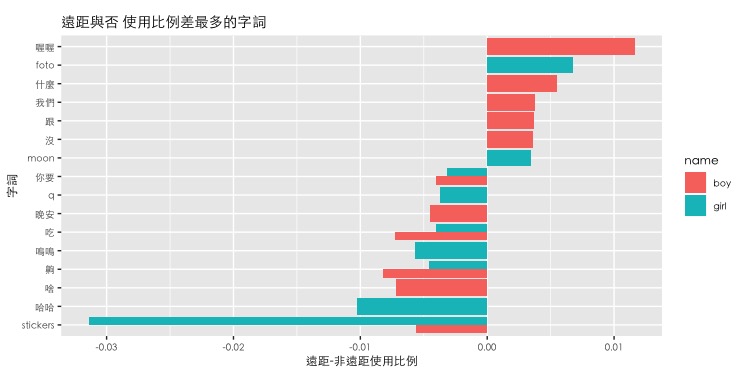 遠距與否 使用比例差最多的字詞
喔喔
foto
什麼
我們
跟
沒
moon
你要
q
晚安
吃
嗚嗚
齁
啥
哈哈
stickers
字詞
-0.03
-0.02
-0.01
0.00
0.01
遠距-非遠距使用比例
name
boy
girl